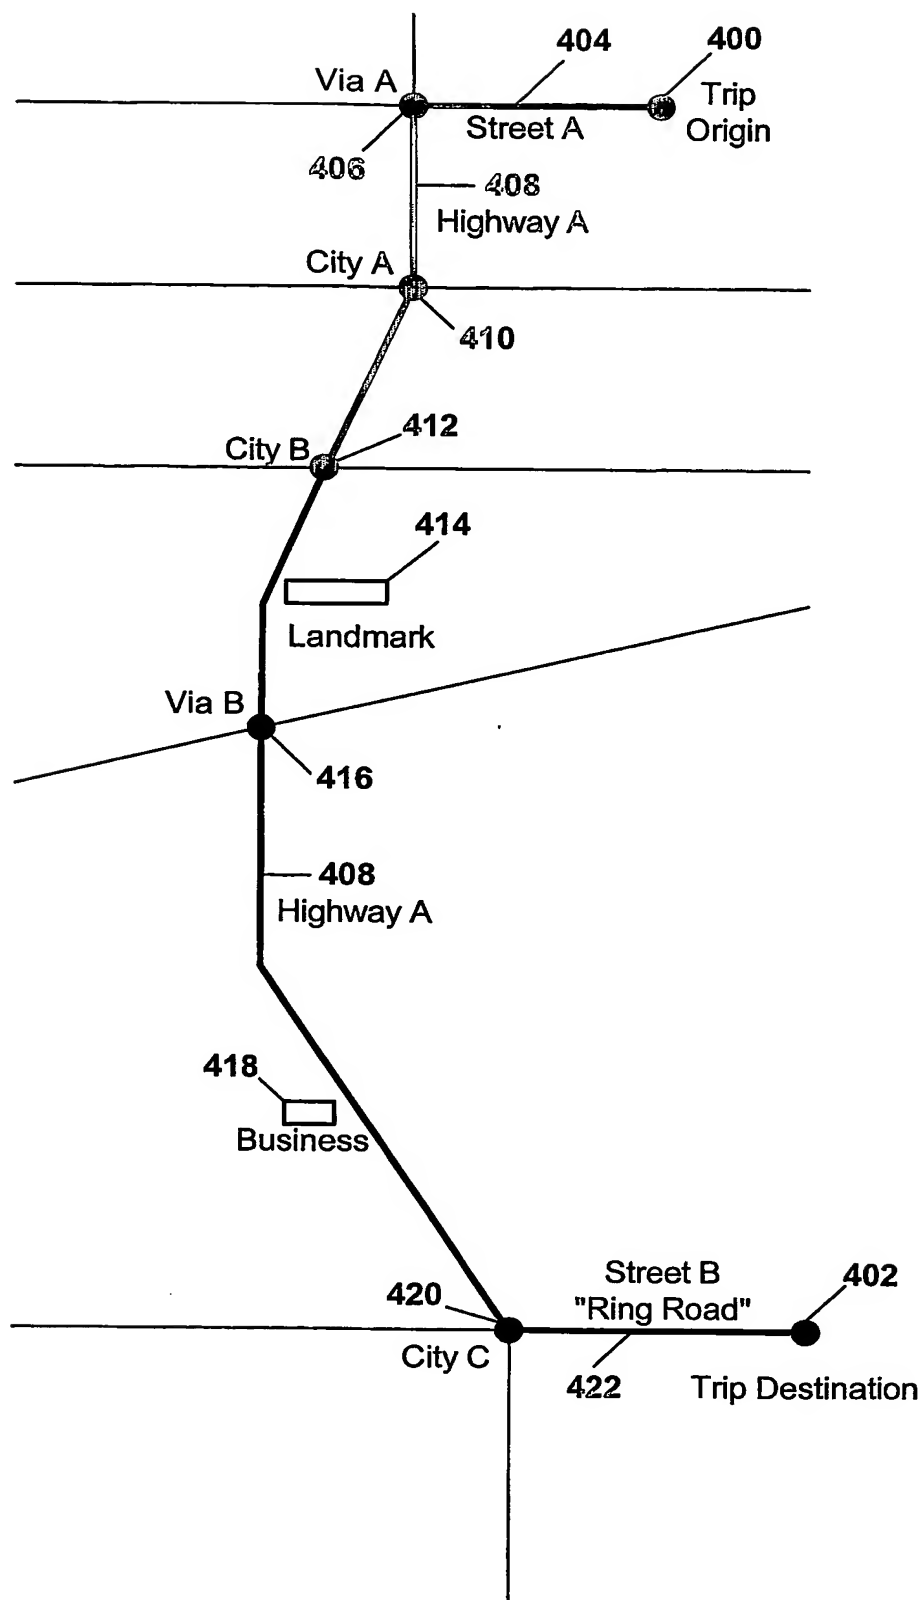 404
400
Via A
Trip
Origin
Street A
406
408
Highway A
City A
410
412
City B
414
Landmark
Via B
416
408
Highway A
418
Business
Street B
"Ring Road"
402
420
City C
422
Trip Destination